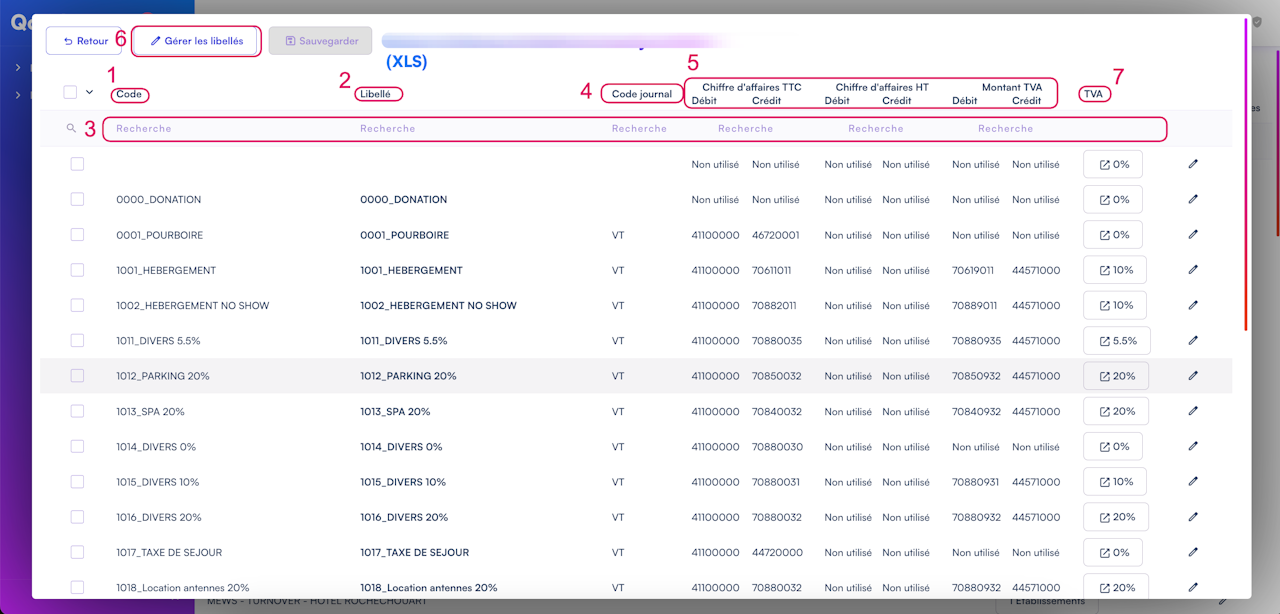 Retour 6 Gérer les libellés Sauvegarder
(XLS)
1 2 4 5 7
Code Libellé Code journal Chiffre d'affaires TTC Chiffre d'affaires HT Montant TVA TVA
Débit Crédit Débit Crédit Débit Crédit
3 Recherche Recherche Recherche Recherche Recherche Recherche
Non utilisé Non utilisé Non utilisé Non utilisé Non utilisé Non utilisé 0%
0000_DONATION 0000_DONATION Non utilisé Non utilisé Non utilisé Non utilisé Non utilisé Non utilisé 0%
0001_POURBOIRE 0001_POURBOIRE VT 41100000 46720001 Non utilisé Non utilisé Non utilisé Non utilisé 0%
1001_HEBERGEMENT 1001_HEBERGEMENT VT 41100000 70611011 Non utilisé Non utilisé 70619011 44571000 10%
1002_HEBERGEMENT NO SHOW 1002_HEBERGEMENT NO SHOW VT 41100000 70882011 Non utilisé Non utilisé 70889011 44571000 10%
1011_DIVERS 5.5% 1011_DIVERS 5.5% VT 41100000 70880035 Non utilisé Non utilisé 70880935 44571000 5.5%
1012_PARKING 20% 1012_PARKING 20% VT 41100000 70850032 Non utilisé Non utilisé 70850932 44571000 20%
1013_SPA 20% 1013_SPA 20% VT 41100000 70840032 Non utilisé Non utilisé 70840932 44571000 20%
1014_DIVERS 0% 1014_DIVERS 0% VT 41100000 70880030 Non utilisé Non utilisé Non utilisé Non utilisé 0%
1015_DIVERS 10% 1015_DIVERS 10% VT 41100000 70880031 Non utilisé Non utilisé 70880931 44571000 10%
1016_DIVERS 20% 1016_DIVERS 20% VT 41100000 70880032 Non utilisé Non utilisé 70880932 44571000 20%
1017_TAXE DE SEJOUR 1017_TAXE DE SEJOUR VT 41100000 44720000 Non utilisé Non utilisé Non utilisé Non utilisé 0%
1018_Location antennes 20% 1018_Location antennes 20% VT 41100000 70880032 Non utilisé Non utilisé 70880932 44571000 20%
MEWS - TURNOVER - HOTEL ROCHECHOUART 1 Etablissements